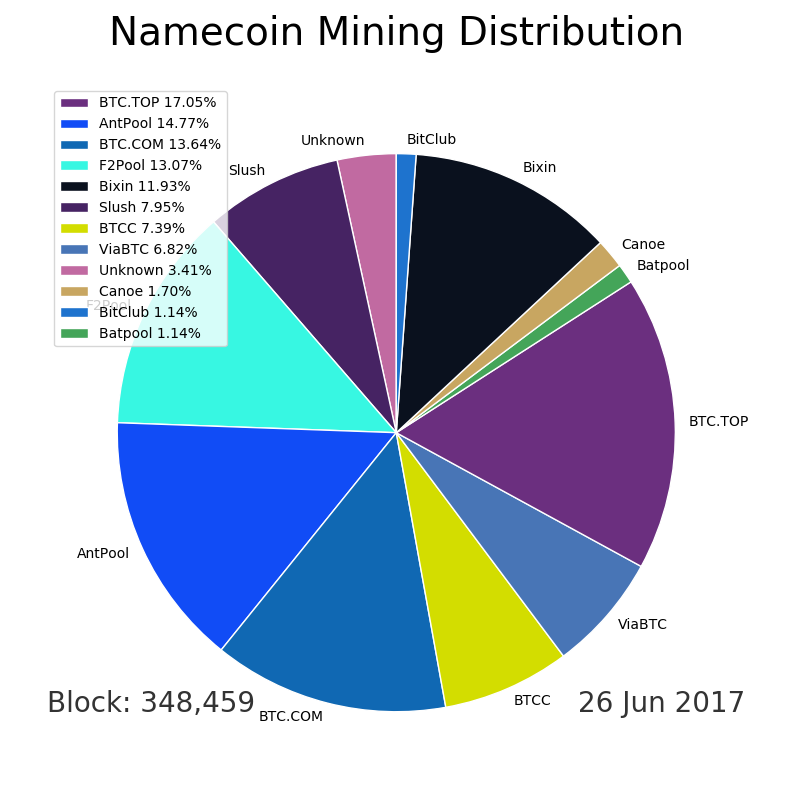 Namecoin Mining Distribution
BTC.TOP 17.05%
AntPool 14.77%
BTC.COM 13.64%
F2Pool 13.07%
Bixin 11.93%
Slush 7.95%
BTCC 7.39%
ViaBTC 6.82%
Unknown 3.41%
Canoe 1.70%
BitClub 1.14%
Batpool 1.14%
Unknown
BitClub
Slush
Bixin
Canoe
Batpool
F2Pool
BTC.TOP
AntPool
ViaBTC
BTCC
BTC.COM
Block: 348,459
26 Jun 2017